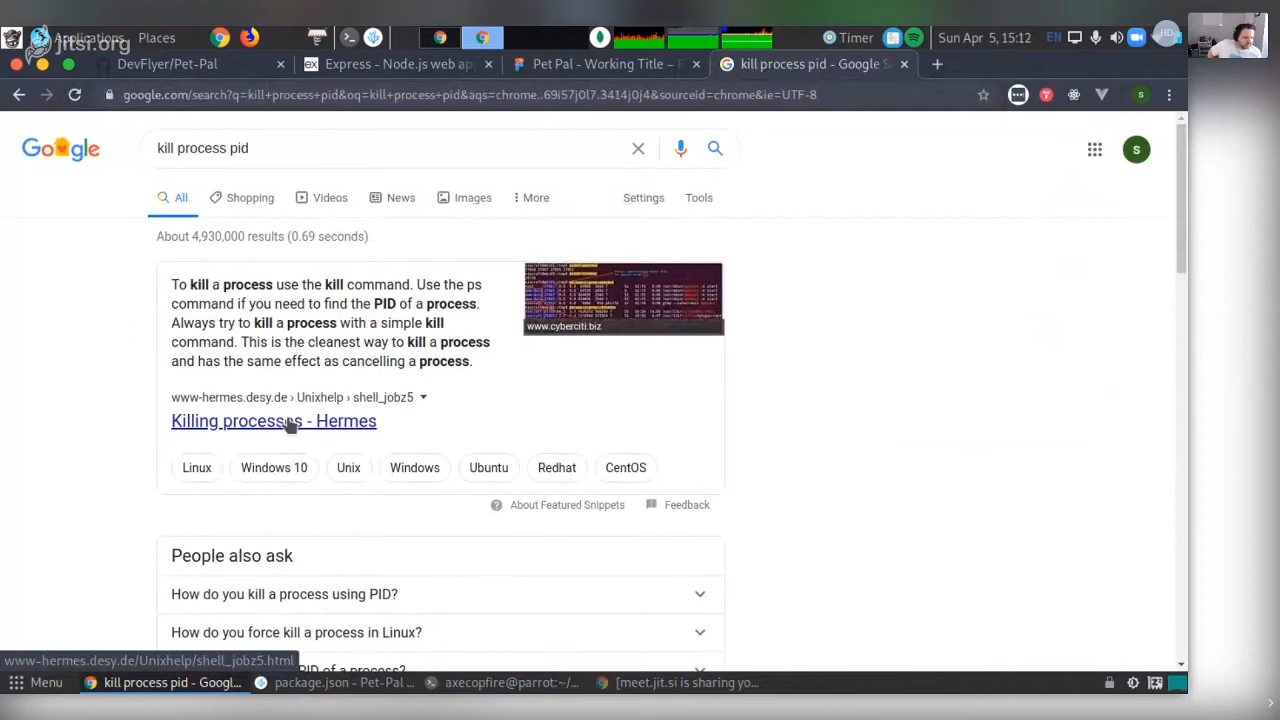 jitsi.org
Applications Places Timer Sun Apr 5, 15:12 EN HD
DevFlyer/Pet-Pal × ex Express - Node.js web ap × Pet Pal - Working Title – F × kill process pid - Google S × +
google.com/search?q=kill+process+pid&oq=kill+process+pid&aqs=chrome..69i57j0l7.3414j0j4&sourceid=chrome&ie=UTF-8 S
Google kill process pid S
All Shopping Videos News Images More Settings Tools
About 4,930,000 results (0.69 seconds)
To kill a process use the kill command. Use the ps
command if you need to find the PID of a process.
Always try to kill a process with a simple kill
command. This is the cleanest way to kill a process
and has the same effect as cancelling a process.
www.cyberciti.biz
www-hermes.desy.de › Unixhelp › shell_jobz5
Killing processes - Hermes
Linux Windows 10 Unix Windows Ubuntu Redhat CentOS
About Featured Snippets Feedback
People also ask
How do you kill a process using PID?
How do you force kill a process in Linux?
PID of a process?
www-hermes.desy.de/Unixhelp/shell_jobz5.html
Menu kill process pid - Googl... package.json - Pet-Pal ... axecopfire@parrot:~/... [meet.jit.si is sharing yo...